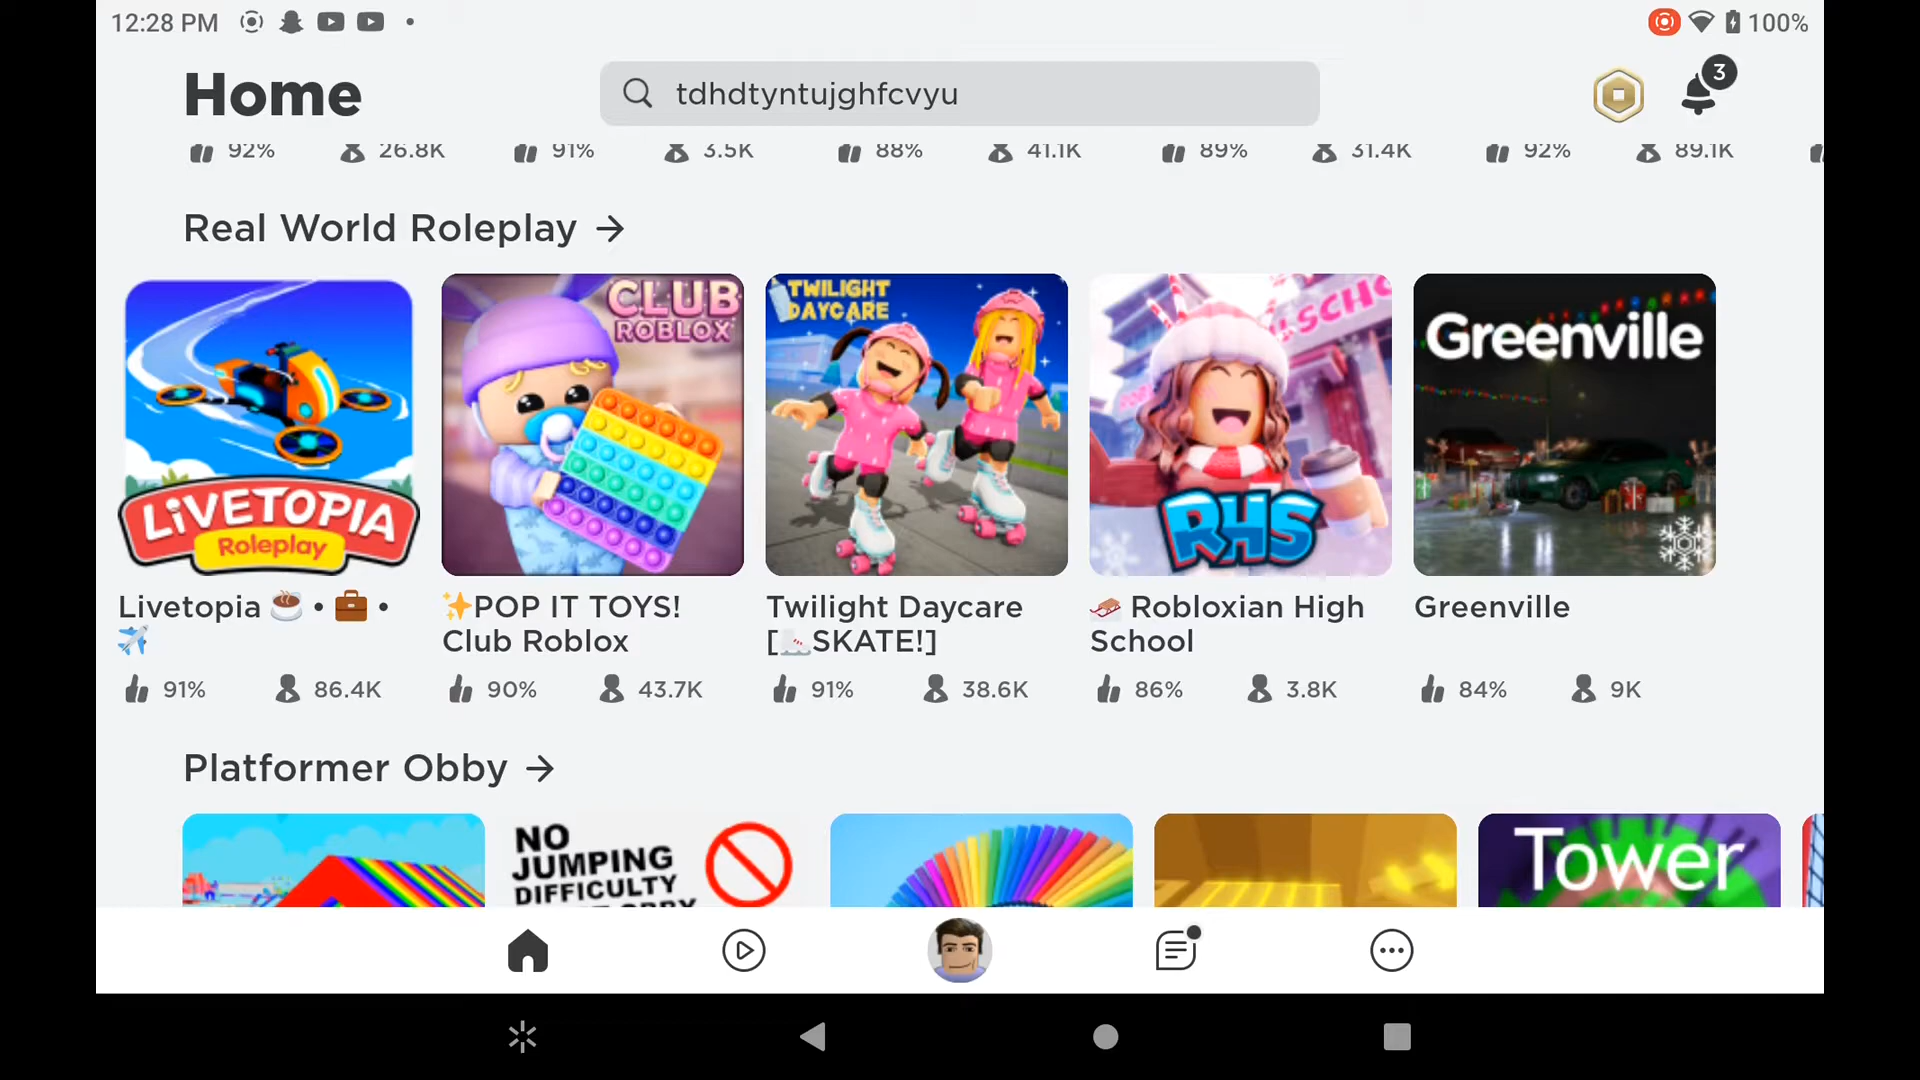 12:28 PM
100%
Home
tdhdtyntujghfcvyu
3
92% 26.8K 91% 3.5K 88% 41.1K 89% 31.4K 92% 89.1K
Real World Roleplay →
LiVETOPIA
Roleplay
CLUB
ROBLOX
TWILIGHT
DAYCARE
SCHO
RHS
Greenville
Livetopia ☕ • 💼 •
✈️
✨POP IT TOYS!
Club Roblox
Twilight Daycare
[⛸️SKATE!]
🛷 Robloxian High
School
Greenville
91% 86.4K 90% 43.7K 91% 38.6K 86% 3.8K 84% 9K
Platformer Obby →
NO
JUMPING
DIFFICULTY
Tower